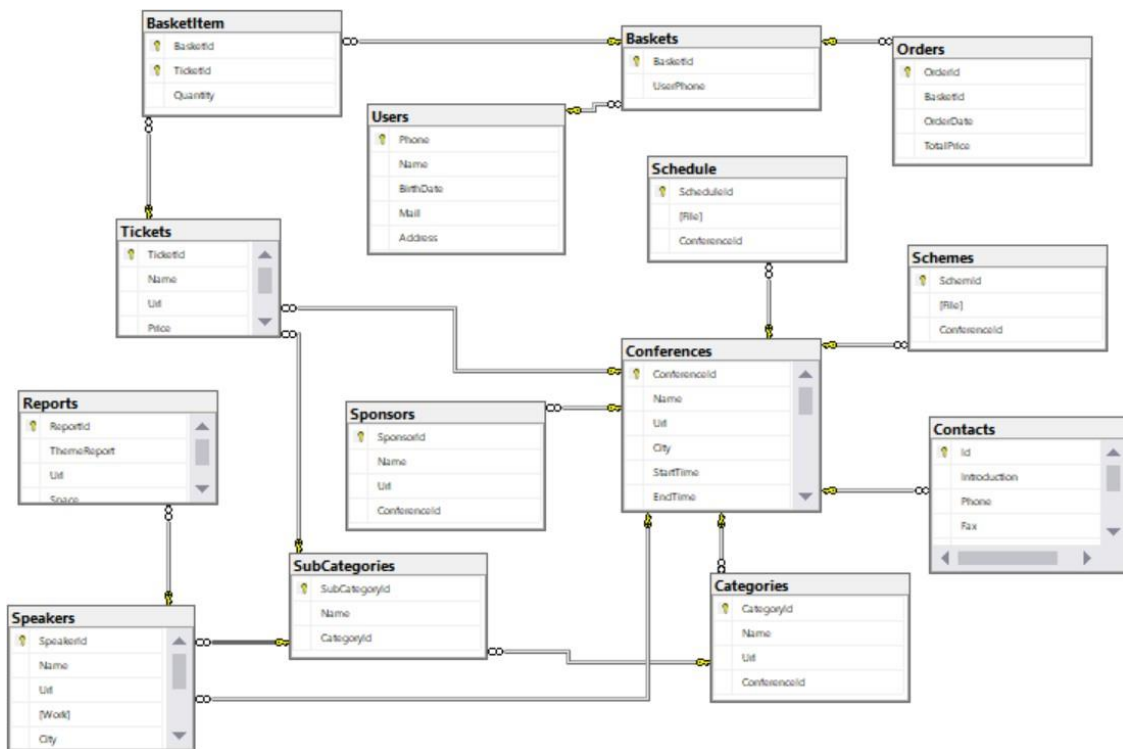 BasketItem
BasketId
TicketId
Quantity
Baskets
BasketId
UserPhone
Orders
OrderId
BasketId
OrderDate
TotalPrice
Users
Phone
Name
BirthDate
Mail
Address
Schedule
ScheduleId
[File]
ConferenceId
Tickets
TicketId
Name
Url
Price
Schemes
SchemId
[File]
ConferenceId
Conferences
ConferenceId
Name
Url
City
StartTime
EndTime
Reports
ReportId
ThemeReport
Url
Space
Sponsors
SponsorId
Name
Url
ConferenceId
Contacts
Id
Introduction
Phone
Fax
SubCategories
SubCategoryId
Name
CategoryId
Categories
CategoryId
Name
Url
ConferenceId
Speakers
SpeakerId
Name
Url
[Work]
City